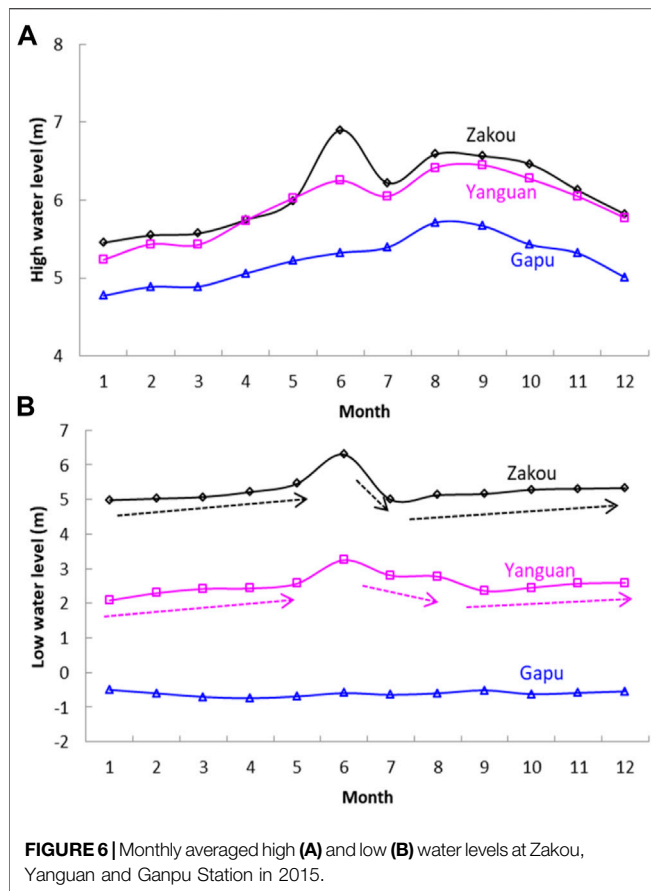 A
High water level (m)
8
7
6
5
4
Zakou
Yanguan
Gapu
1 2 3 4 5 6 7 8 9 10 11 12
Month
B
Low water level (m)
7
6
5
4
3
2
1
0
-1
-2
Zakou
Yanguan
Gapu
1 2 3 4 5 6 7 8 9 10 11 12
Month
FIGURE 6 | Monthly averaged high (A) and low (B) water levels at Zakou,
Yanguan and Ganpu Station in 2015.